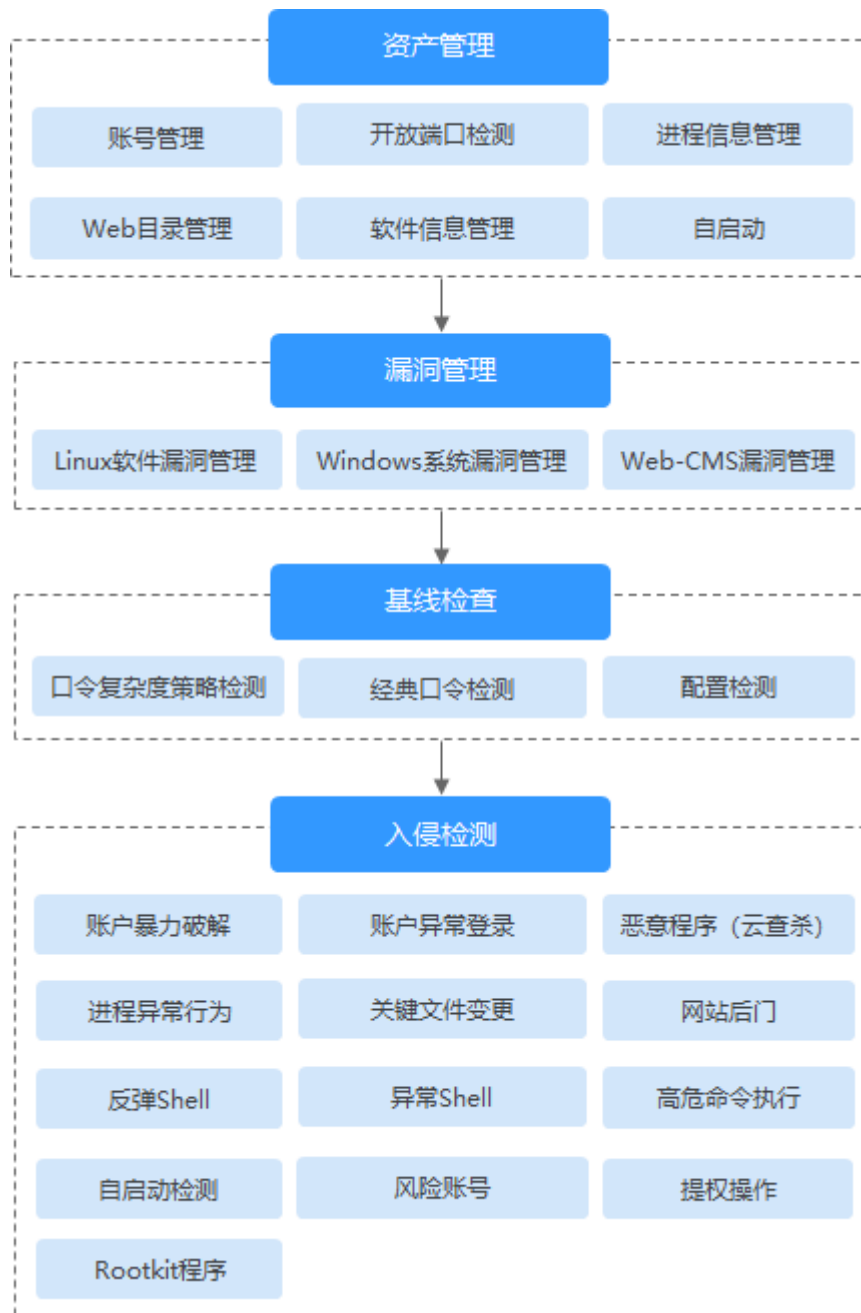 资产管理
账号管理
开放端口检测
进程信息管理
Web目录管理
软件信息管理
自启动
漏洞管理
Linux软件漏洞管理
Windows系统漏洞管理
Web-CMS漏洞管理
基线检查
口令复杂度策略检测
经典口令检测
配置检测
入侵检测
账户暴力破解
账户异常登录
恶意程序（云查杀）
进程异常行为
关键文件变更
网站后门
反弹Shell
异常Shell
高危命令执行
自启动检测
风险账号
提权操作
Rootkit程序